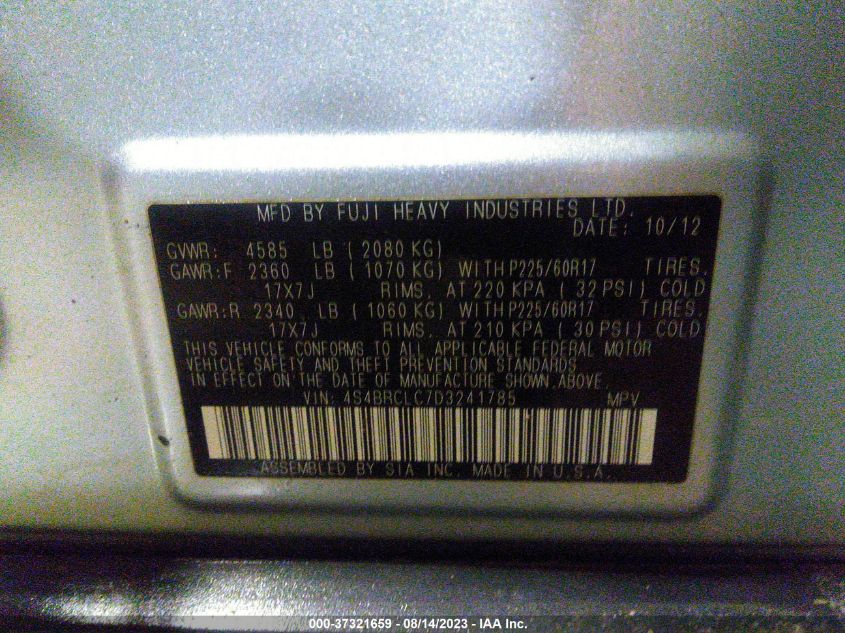 MFD BY FUJI HEAVY INDUSTRIES LTD.
DATE: 10/12
GVWR: 4585 LB ( 2080 KG)
GAWR:F 2360 LB ( 1070 KG) WITH P225/60R17 TIRES,
17X7J RIMS, AT 220 KPA ( 32 PSI) COLD
GAWR:R 2340 LB ( 1060 KG) WITH P225/60R17 TIRES,
17X7J RIMS, AT 210 KPA ( 30 PSI) COLD
THIS VEHICLE CONFORMS TO ALL APPLICABLE FEDERAL MOTOR
VEHICLE SAFETY AND THEFT PREVENTION STANDARDS
IN EFFECT ON THE DATE OF MANUFACTURE SHOWN ABOVE.
VIN: 4S4BRCLC7D3241785 MPV
ASSEMBLED BY SIA INC. MADE IN U.S.A.
000-37321659 - 08/14/2023 - IAA Inc.